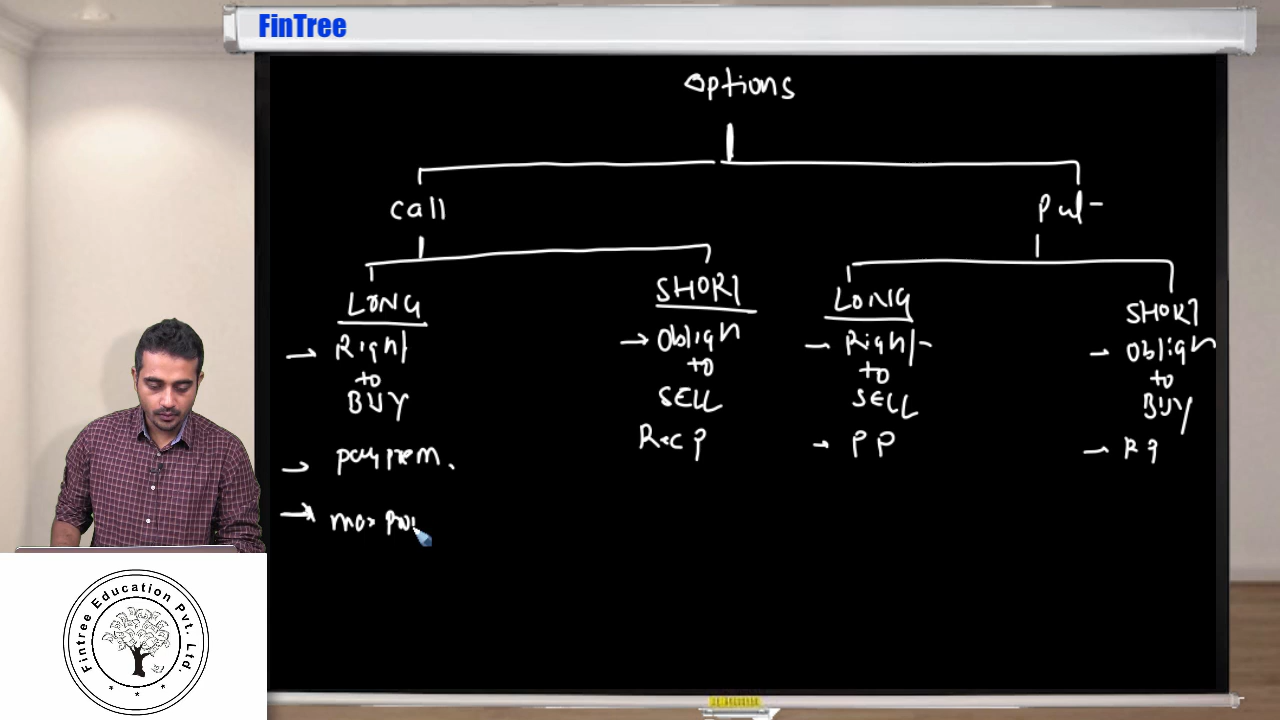 FinTree
options
call
put
LONG
SHORT
LONG
SHORT
Right
to
BUY
Oblign
to
SELL
Right
to
SELL
Oblign
to
BUY
pay prem.
Rec P
PP
RP
max
Fintree Education Pvt. Ltd.